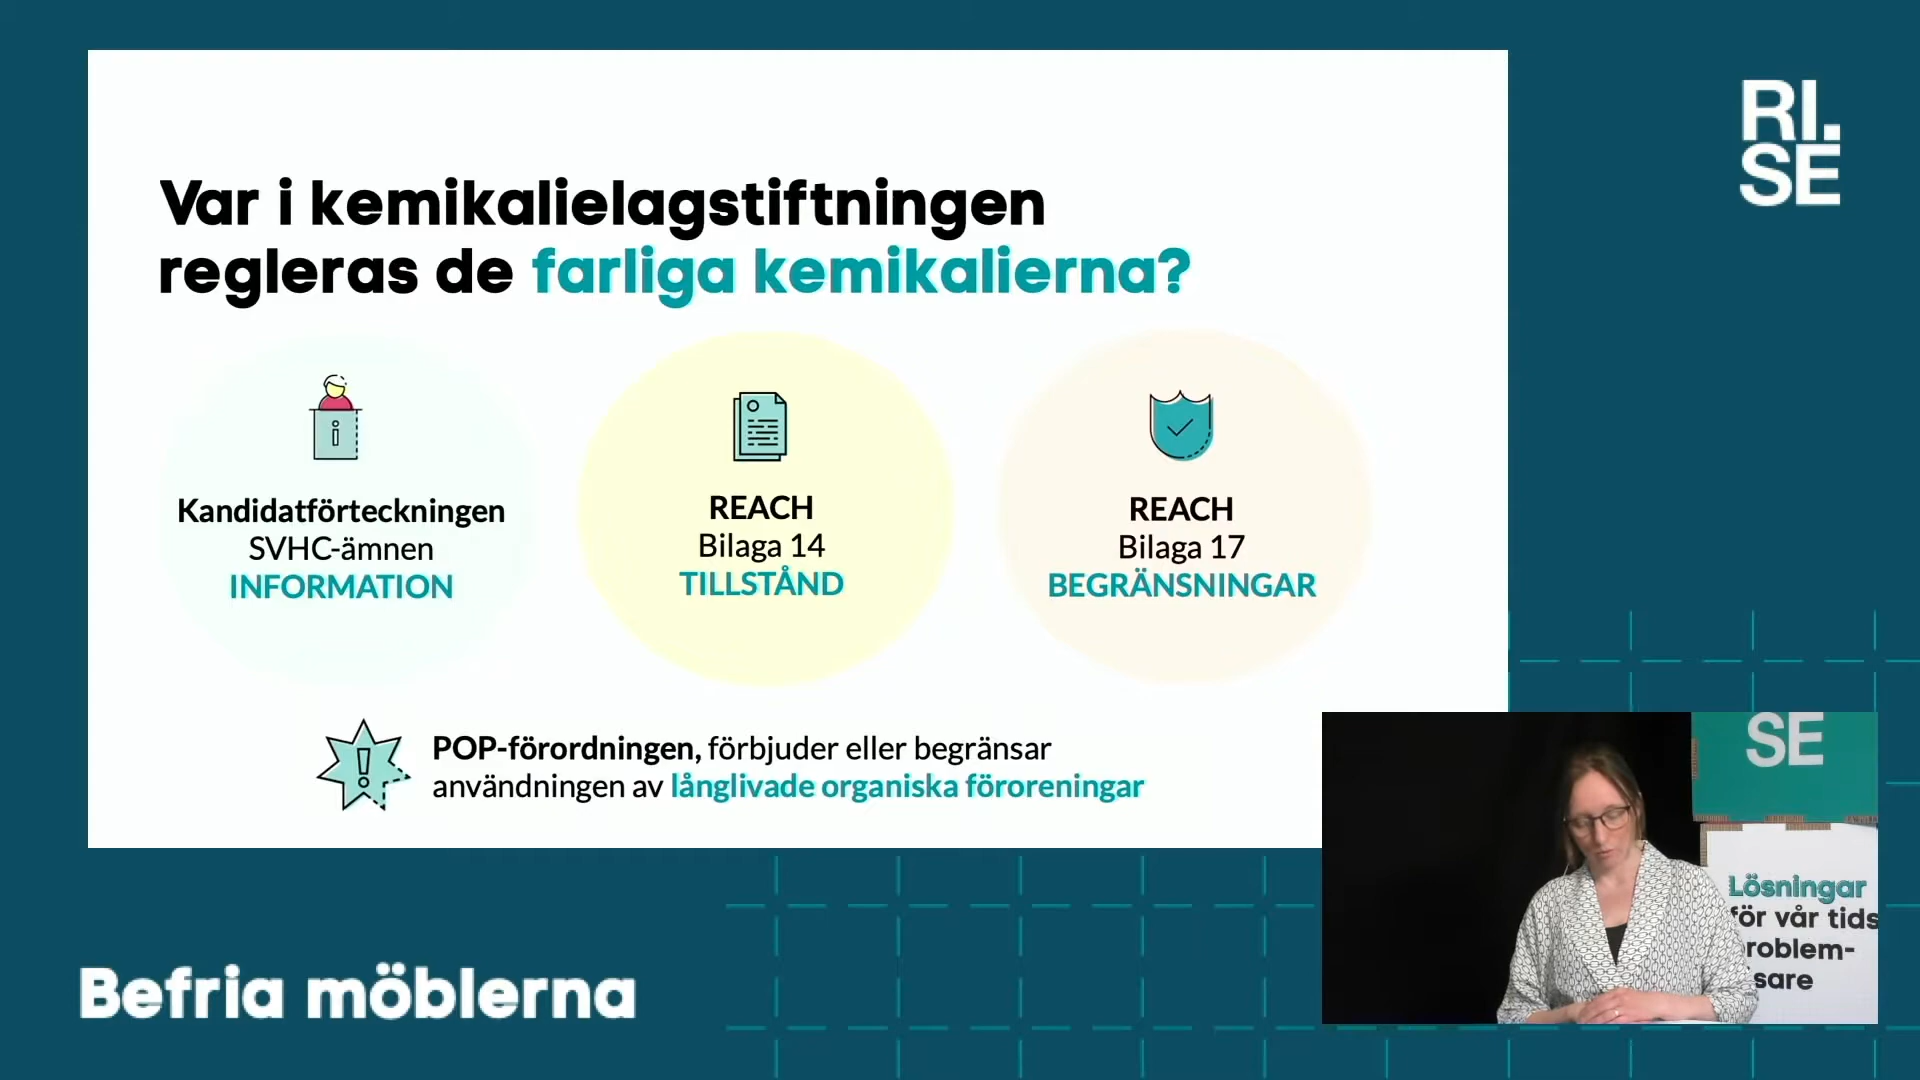 RI.
SE
Var i kemikalielagstiftningen
regleras de farliga kemikalierna?
i
Kandidatförteckningen
SVHC-ämnen
INFORMATION
REACH
Bilaga 14
TILLSTÅND
REACH
Bilaga 17
BEGRÄNSNINGAR
POP-förordningen, förbjuder eller begränsar
användningen av långlivade organiska föroreningar
SE
Lösningar
för vår tids
roblem-
sare
Befria möblerna